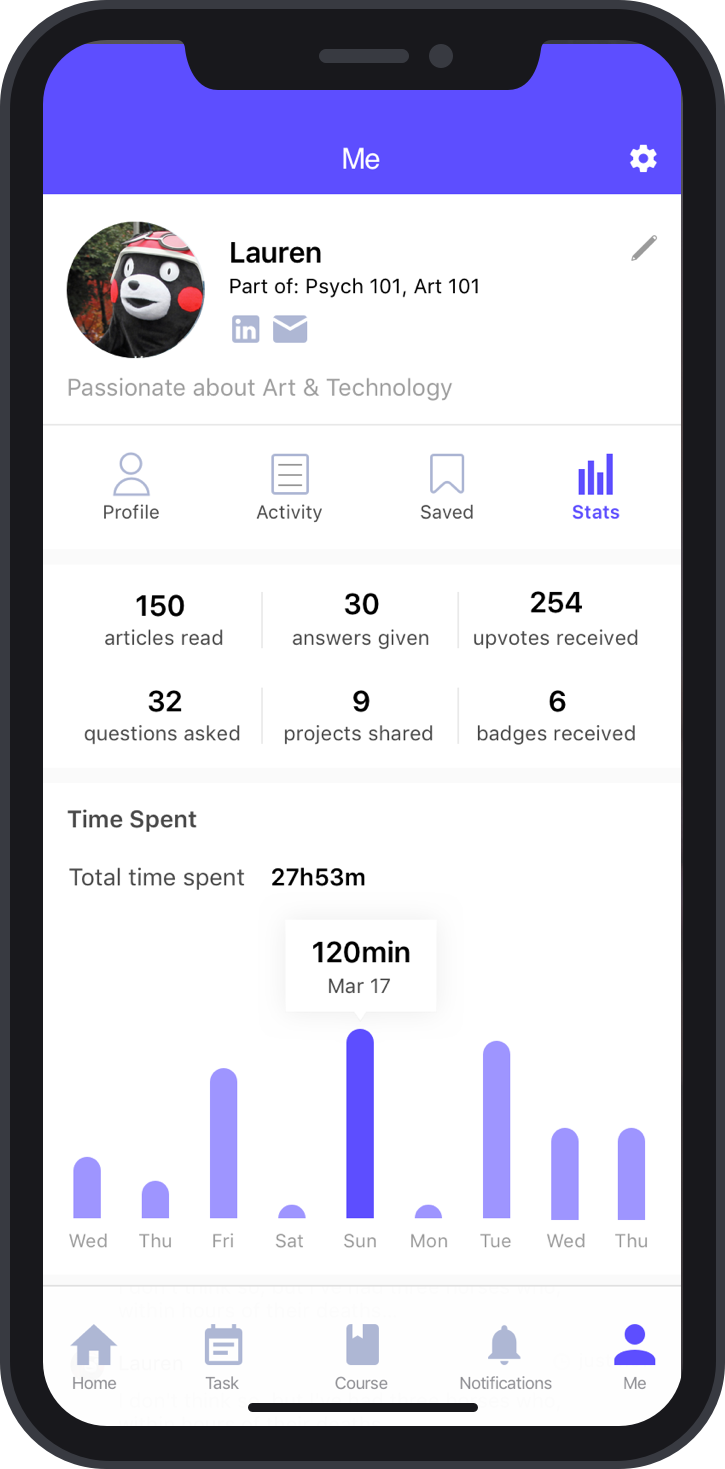 Me
Lauren
Part of: Psych 101, Art 101
in
Passionate about Art & Technology
Profile Activity Saved Stats
150 30 254
articles read answers given upvotes received
32 9 6
questions asked projects shared badges received
Time Spent
Total time spent 27h53m
120min
Mar 17
Wed Thu Fri Sat Sun Mon Tue Wed Thu
Home Task Course Notifications Me